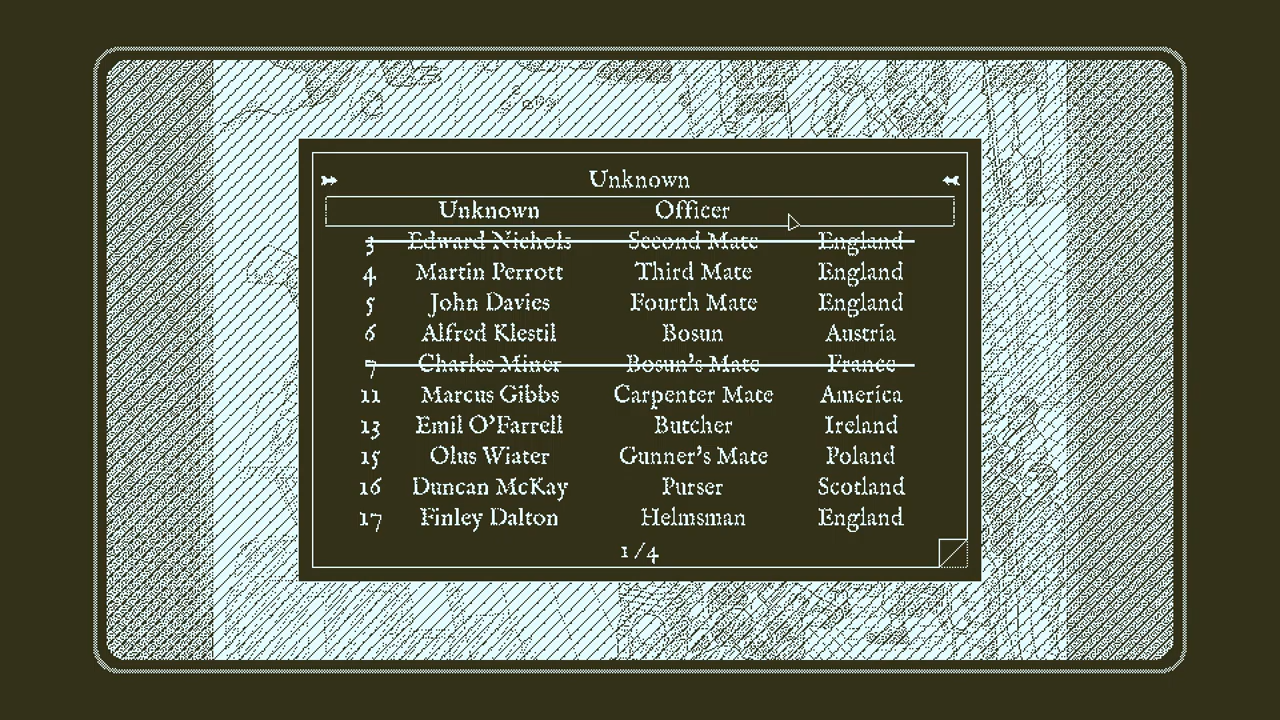 Unknown
Unknown Officer
3 Edward Nichols Second Mate England
4 Martin Perrott Third Mate England
5 John Davies Fourth Mate England
6 Alfred Klestil Bosun Austria
7 Charles Miner Bosun's Mate France
11 Marcus Gibbs Carpenter Mate America
13 Emil O'Farrell Butcher Ireland
15 Olus Wiater Gunner's Mate Poland
16 Duncan McKay Purser Scotland
17 Finley Dalton Helmsman England
1/4